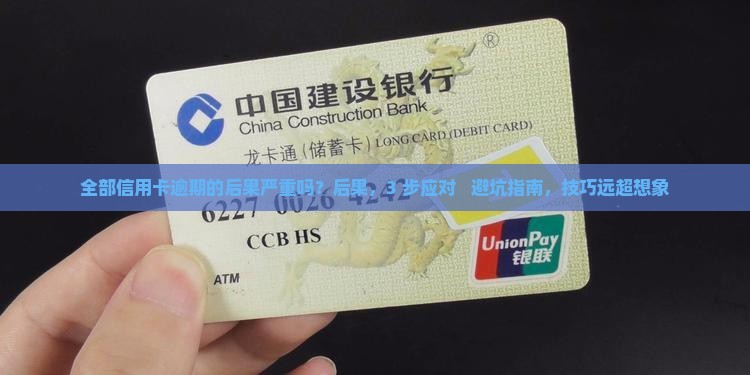 ®
中国建设银行
China Construction Bank
龙卡通(储蓄卡) LONG CARD (DEBIT CARD)
全部信用卡逾期的后果严重吗？后果，3 步应对 避坑指南，技巧远超想象
6227 0026 4242
CCB HS
UnionPay
银联
ATM